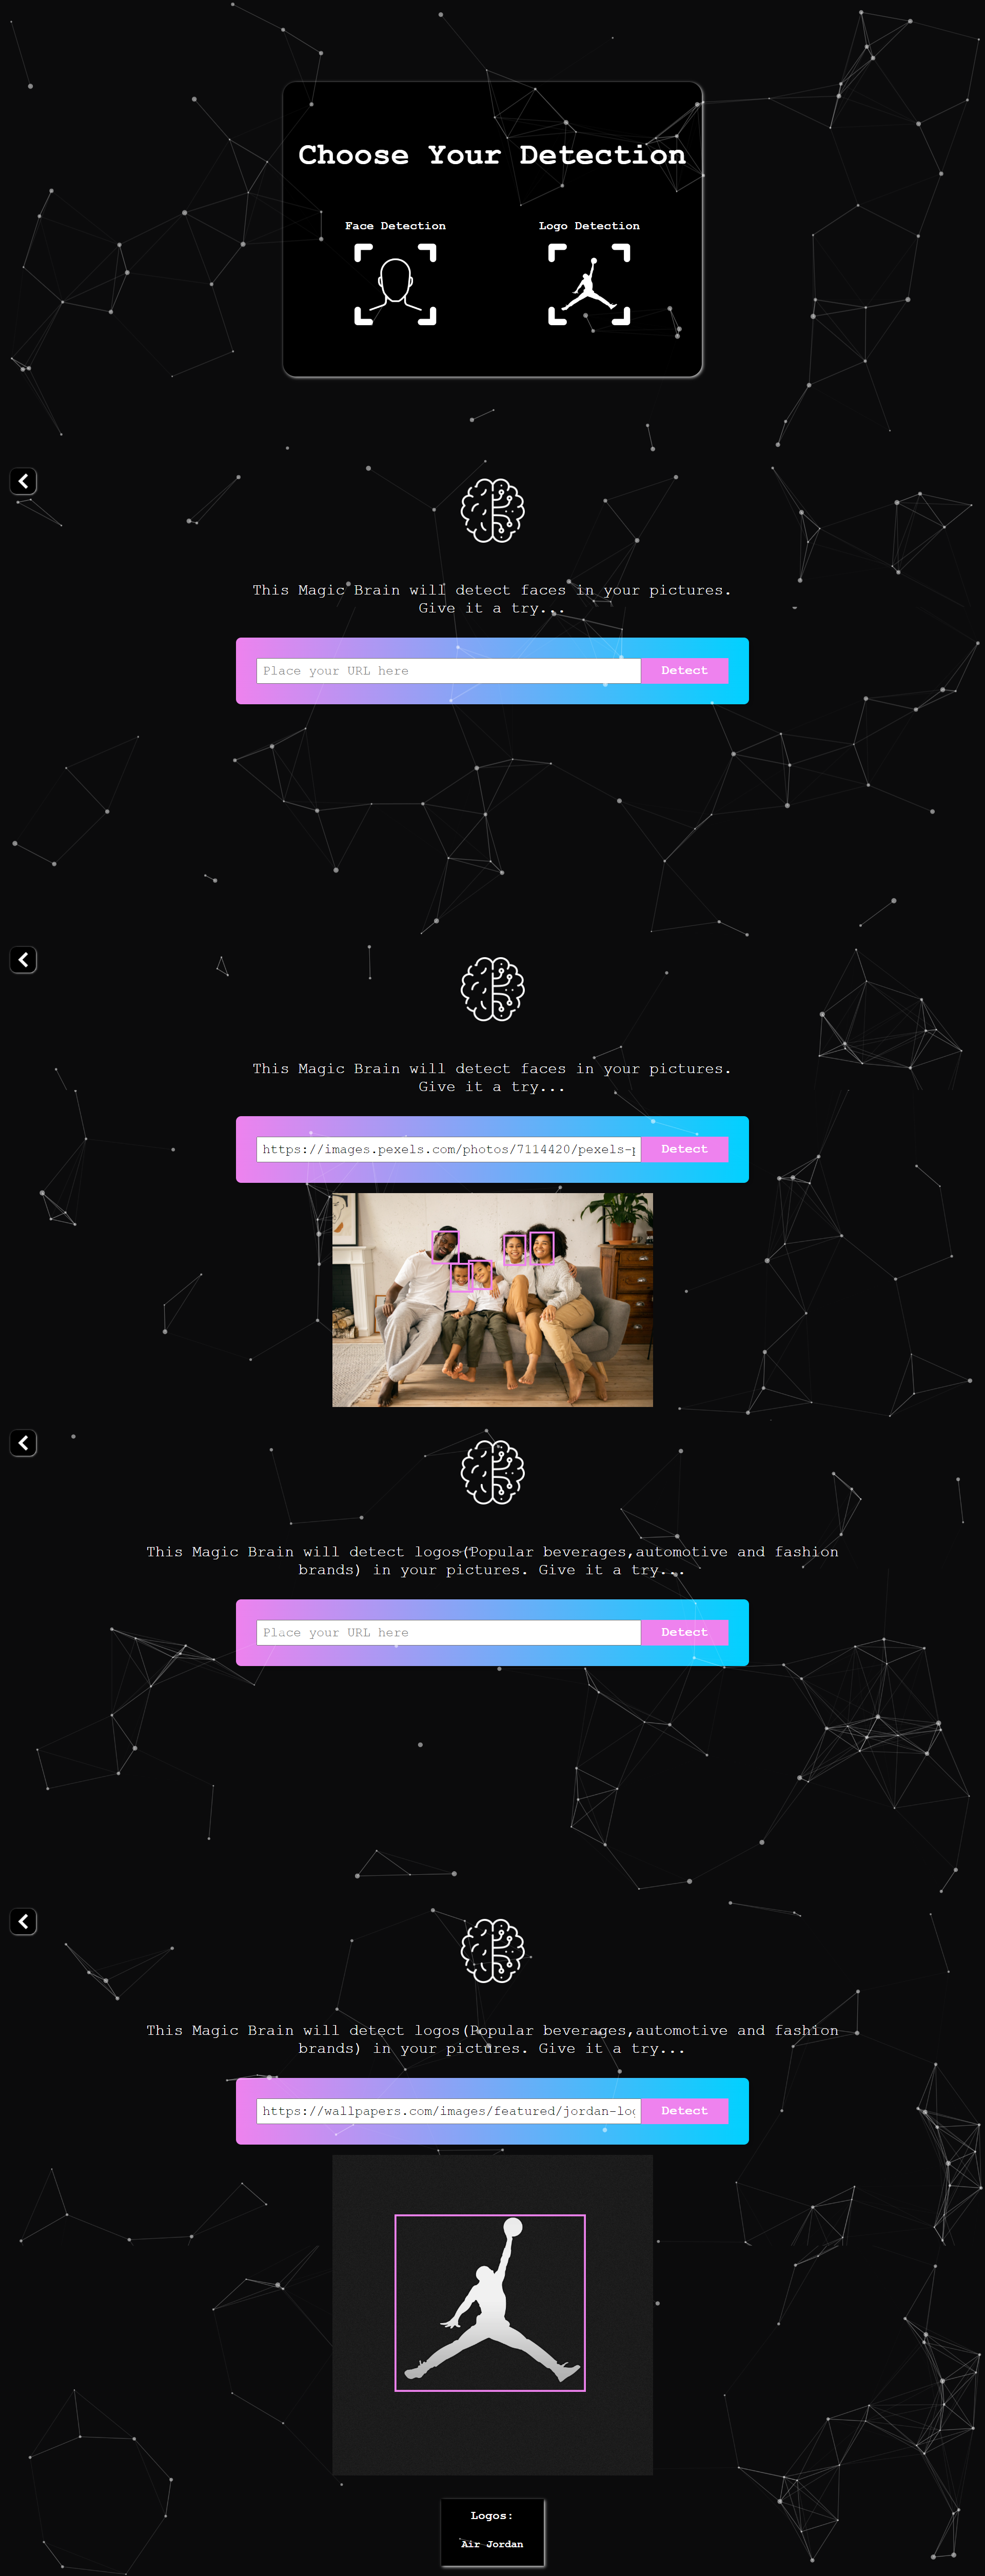 Choose Your Detection
Face Detection
Logo Detection
This Magic Brain will detect faces in your pictures.
Give it a try...
Place your URL here
Detect
This Magic Brain will detect faces in your pictures.
Give it a try...
https://images.pexels.com/photos/7114420/pexels-p
Detect
This Magic Brain will detect logos(Popular beverages,automotive and fashion
brands) in your pictures. Give it a try...
Place your URL here
Detect
This Magic Brain will detect logos(Popular beverages,automotive and fashion
brands) in your pictures. Give it a try...
https://wallpapers.com/images/featured/jordan-log
Detect
Logos:
Air Jordan